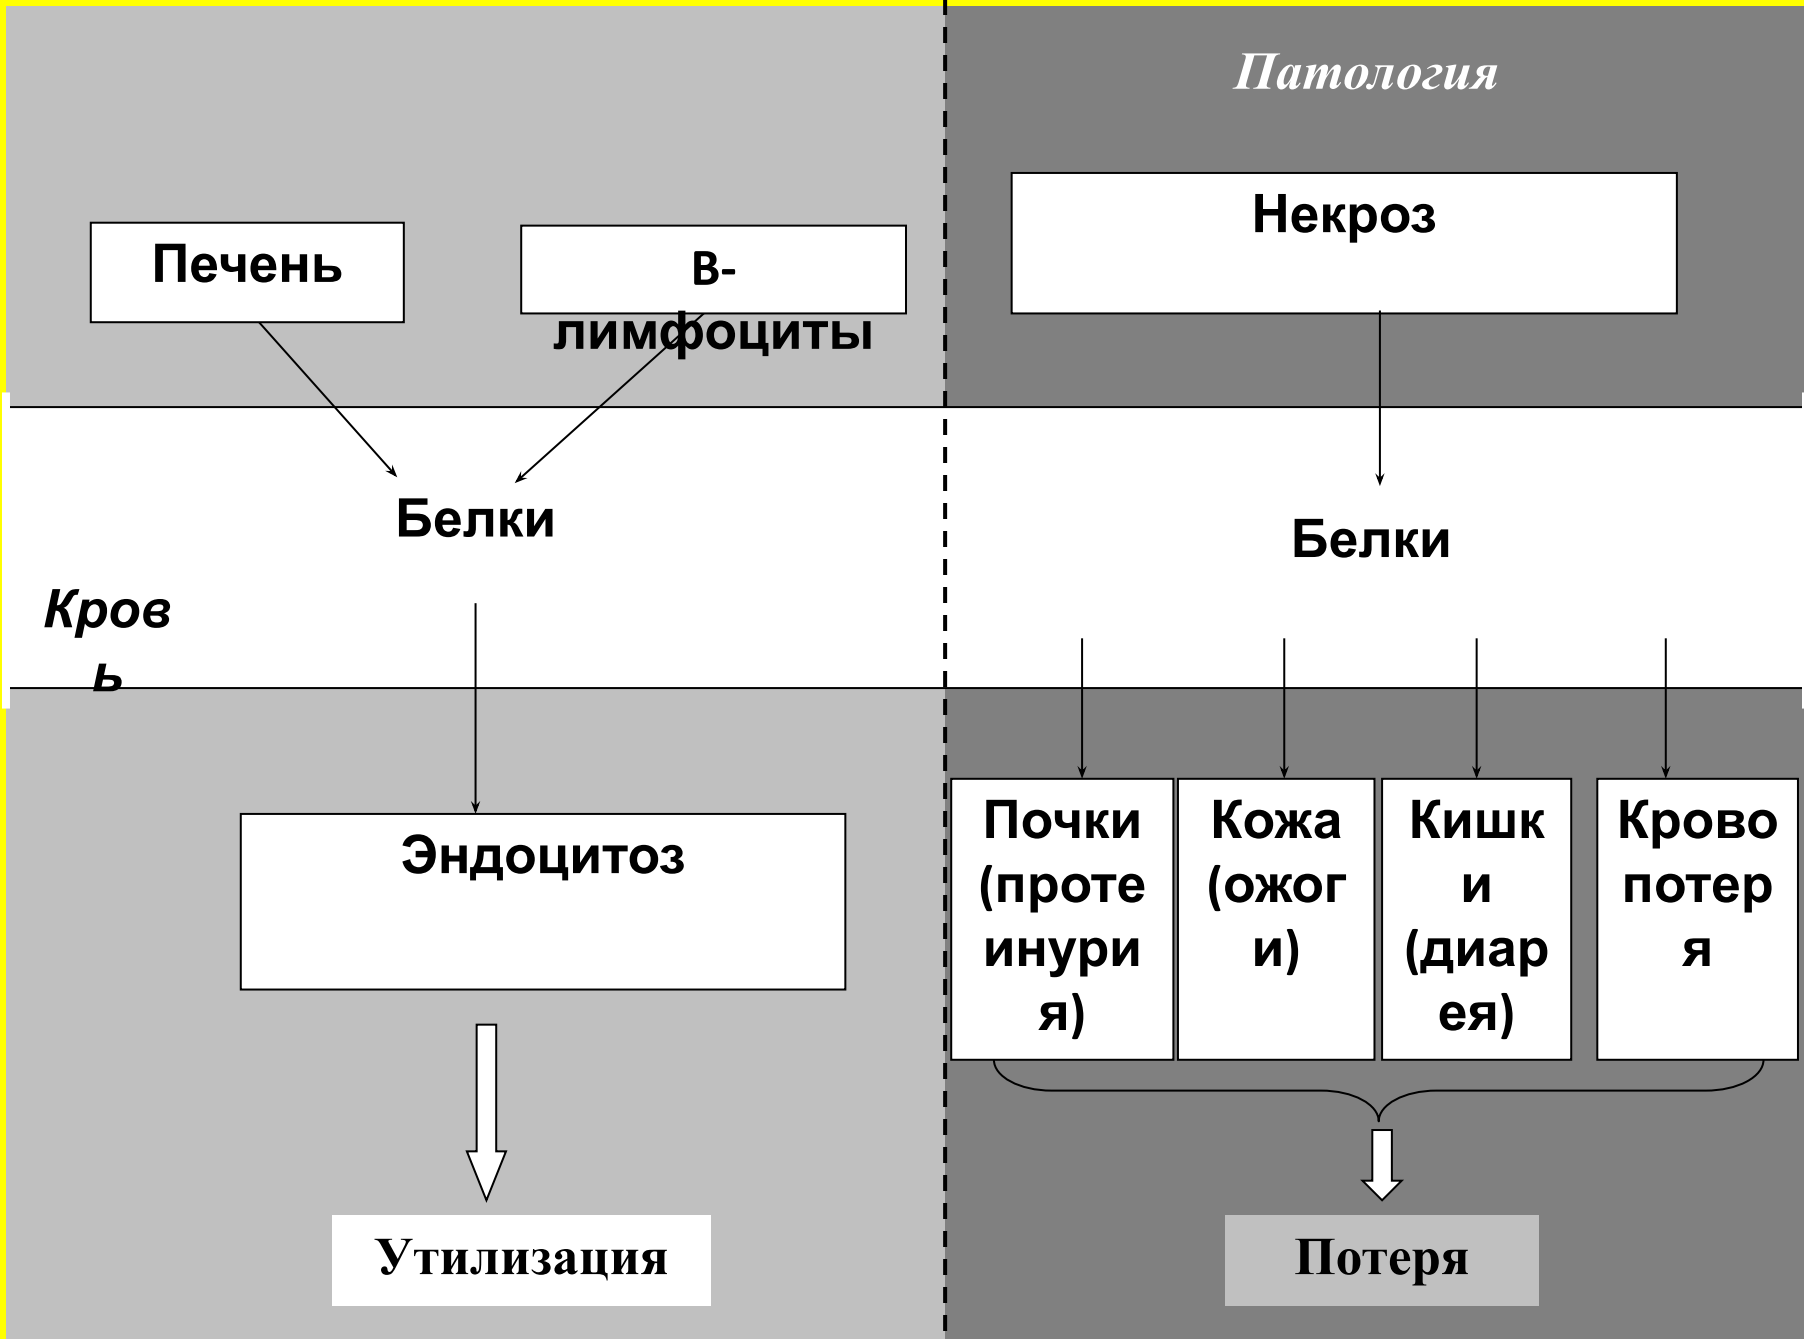 Патология
Печень
В-
лимфоциты
Некроз
Белки
Белки
Кров
ь
Эндоцитоз
Почки
(проте
инури
я)
Кожа
(ожог
и)
Кишк
и
(диар
ея)
Крово
потер
я
Утилизация
Потеря